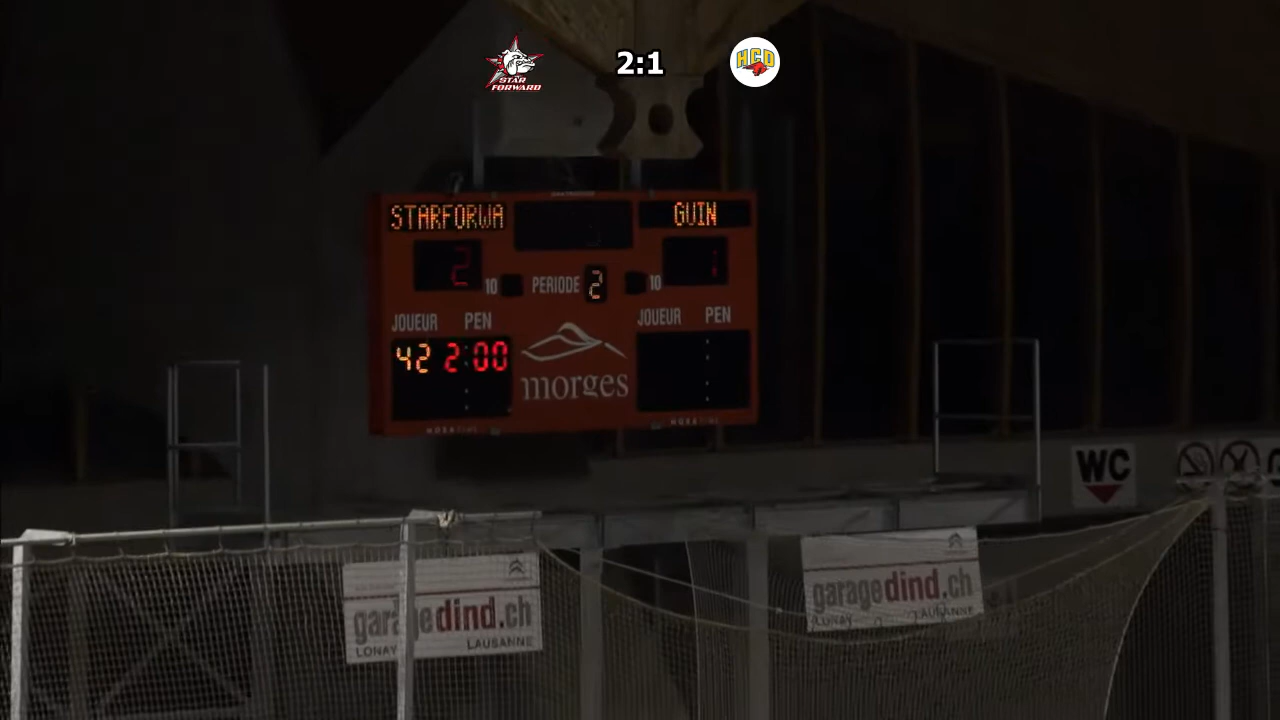 STAR
FORWARD
2:1
HCD
STARFORWA
GUIN
2
1
10 PERIODE 2 10
JOUEUR PEN
JOUEUR PEN
42 2:00
morges
WC
garagedind.ch
LONAY LAUSANNE
garagedind.ch
LONAY LAUSANNE